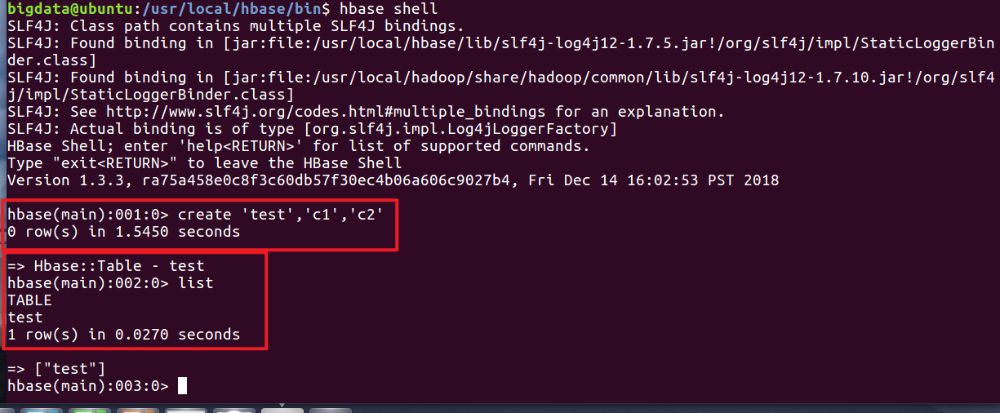 bigdata@ubuntu:/usr/local/hbase/bin$ hbase shell
SLF4J: Class path contains multiple SLF4J bindings.
SLF4J: Found binding in [jar:file:/usr/local/hbase/lib/slf4j-log4j12-1.7.5.jar!/org/slf4j/impl/StaticLoggerBin
der.class]
SLF4J: Found binding in [jar:file:/usr/local/hadoop/share/hadoop/common/lib/slf4j-log4j12-1.7.10.jar!/org/slf4
j/impl/StaticLoggerBinder.class]
SLF4J: See http://www.slf4j.org/codes.html#multiple_bindings for an explanation.
SLF4J: Actual binding is of type [org.slf4j.impl.Log4jLoggerFactory]
HBase Shell; enter 'help<RETURN>' for list of supported commands.
Type "exit<RETURN>" to leave the HBase Shell
Version 1.3.3, ra75a458e0c8f3c60db57f30ec4b06a606c9027b4, Fri Dec 14 16:02:53 PST 2018
hbase(main):001:0> create 'test','c1','c2'
0 row(s) in 1.5450 seconds
=> Hbase::Table - test
hbase(main):002:0> list
TABLE
test
1 row(s) in 0.0270 seconds
=> ["test"]
hbase(main):003:0>